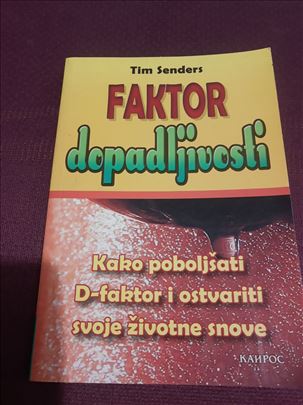 Tim Senders
FAKTOR
dopadljivosti
Kako poboljšati
D-faktor i ostvariti
svoje životne snove
КАИРОС